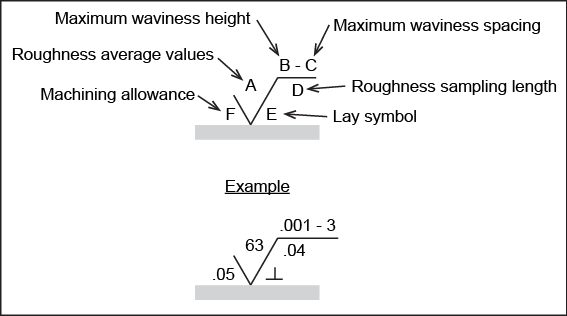 Maximum waviness height
Maximum waviness spacing
Roughness average values
B - C
A
D
Roughness sampling length
Machining allowance
F
E
Lay symbol
Example
.001 - 3
63
.04
.05
⊥